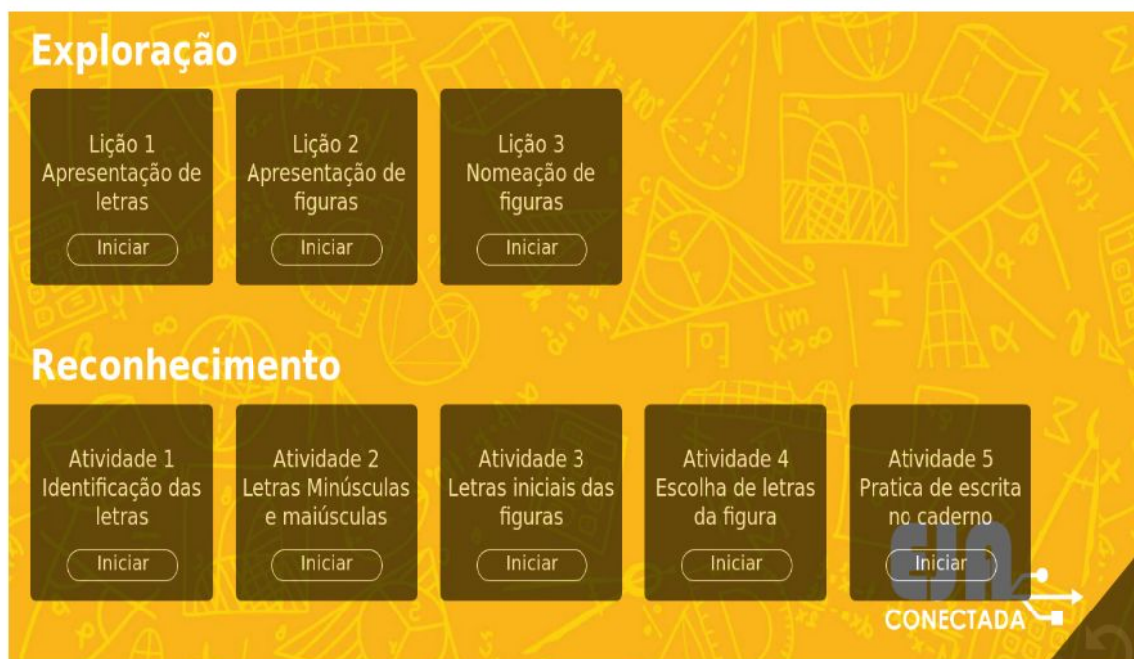 Exploração
Lição 1
Apresentação de
letras
Iniciar
Lição 2
Apresentação de
figuras
Iniciar
Lição 3
Nomeação de
figuras
Iniciar
Reconhecimento
Atividade 1
Identificação das
letras
Iniciar
Atividade 2
Letras Minúsculas
e maiúsculas
Iniciar
Atividade 3
Letras iniciais das
figuras
Iniciar
Atividade 4
Escolha de letras
da figura
Iniciar
Atividade 5
Pratica de escrita
no caderno
Iniciar
EJA
CONECTADA